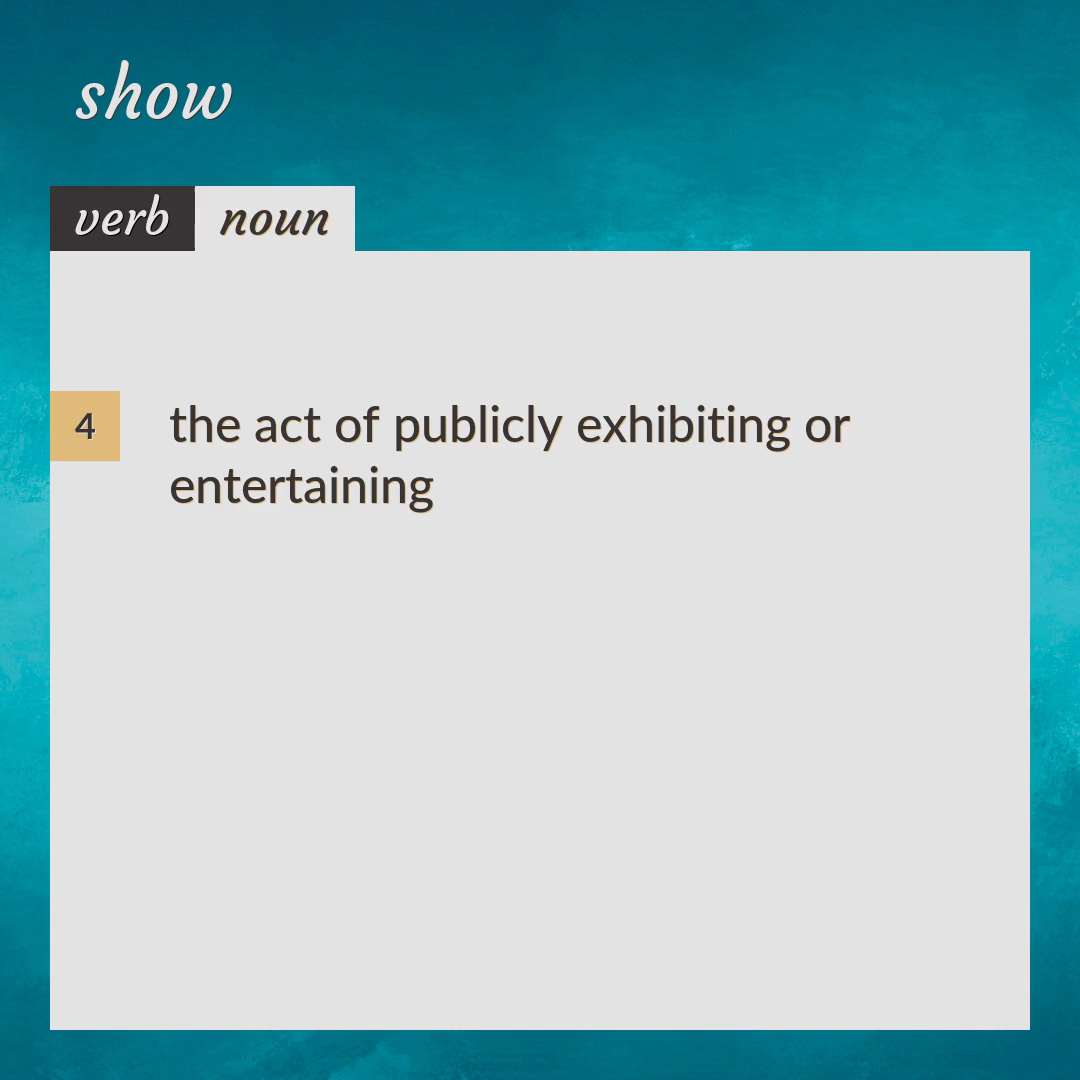 show
verb noun
4 the act of publicly exhibiting or
entertaining